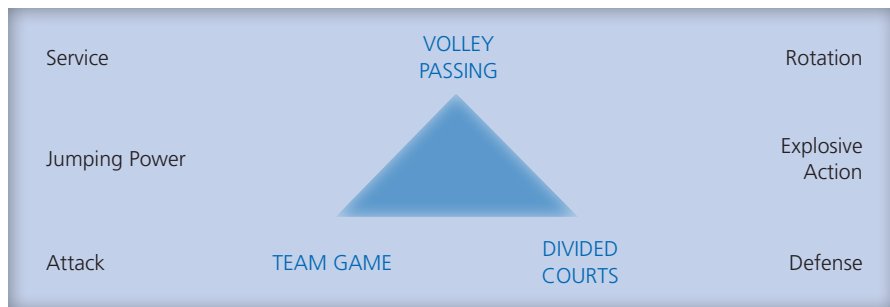 Service
VOLLEY
PASSING
Rotation
Jumping Power
Explosive
Action
Attack
TEAM GAME
DIVIDED
COURTS
Defense